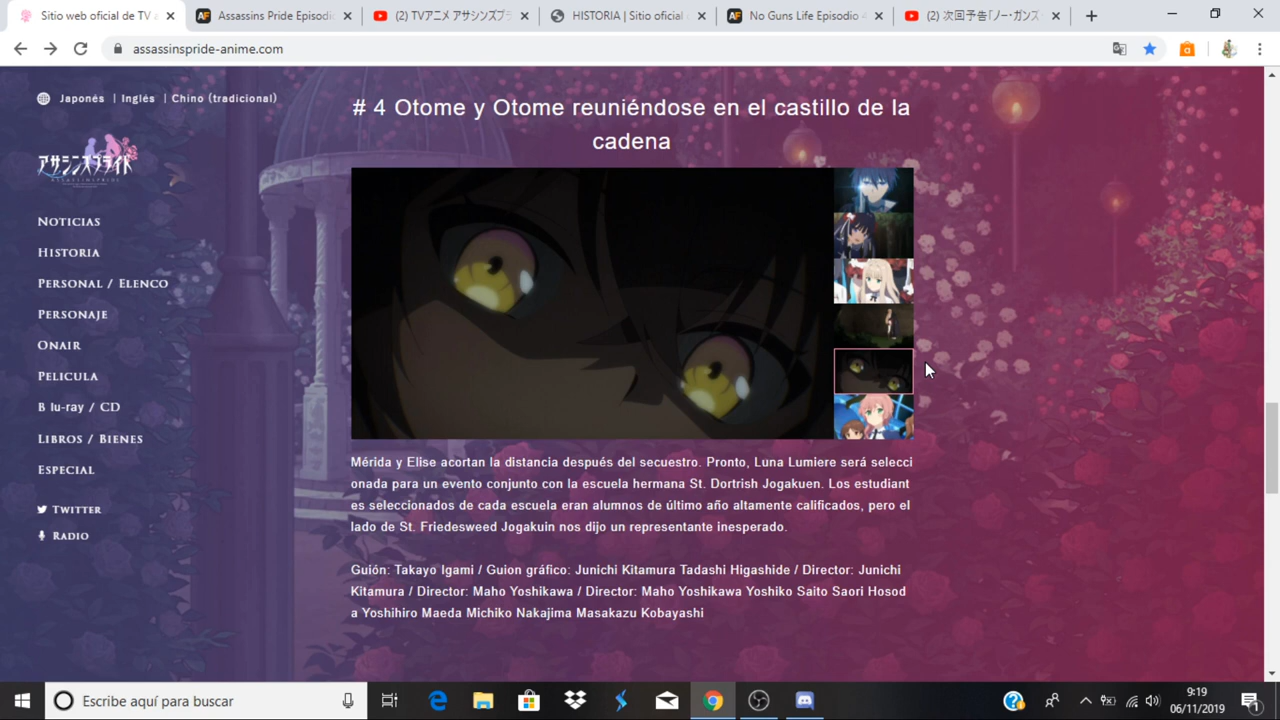 Sitio web oficial de TV a
Assassins Pride Episodi
(2) TVアニメ アサシンズプラ
HISTORIA | Sitio oficial
No Guns Life Episodio
(2) 次回予告「ノー・ガンズ
assassinspride-anime.com
Japonés | Inglés | Chino (tradicional)
アサシンズプライド
Noticias
Historia
Personal / Elenco
Personaje
Onair
Pelicula
B lu-ray / CD
Libros / Bienes
Especial
Twitter
Radio
# 4 Otome y Otome reuniéndose en el castillo de la
cadena
Mérida y Elise acortan la distancia después del secuestro. Pronto, Luna Lumiere será selecci
onada para un evento conjunto con la escuela hermana St. Dortrish Jogakuen. Los estudiant
es seleccionados de cada escuela eran alumnos de último año altamente calificados, pero el
lado de St. Friedesweed Jogakuin nos dijo un representante inesperado.
Guión: Takayo Igami / Guion gráfico: Junichi Kitamura Tadashi Higashide / Director: Junichi
Kitamura / Director: Maho Yoshikawa / Director: Maho Yoshikawa Yoshiko Saito Saori Hosod
a Yoshihiro Maeda Michiko Nakajima Masakazu Kobayashi
Escribe aquí para buscar
9:19
06/11/2019
1